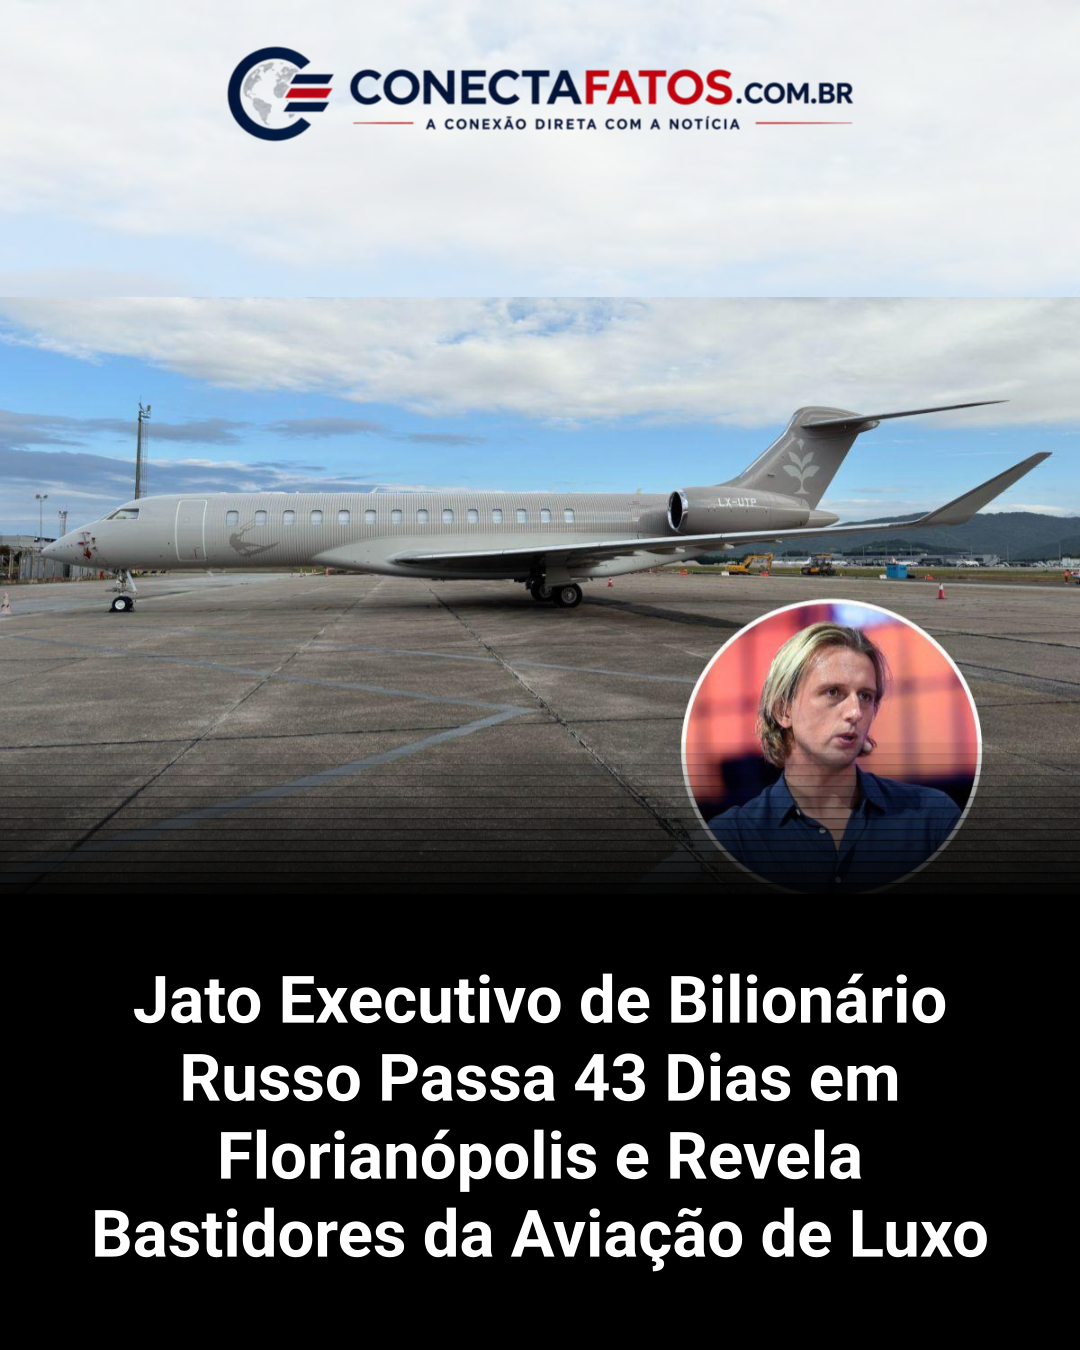 CONECTAFATOS.COM.BR
A CONEXÃO DIRETA COM A NOTÍCIA
LX-UTP
Jato Executivo de Bilionário
Russo Passa 43 Dias em
Florianópolis e Revela
Bastidores da Aviação de Luxo